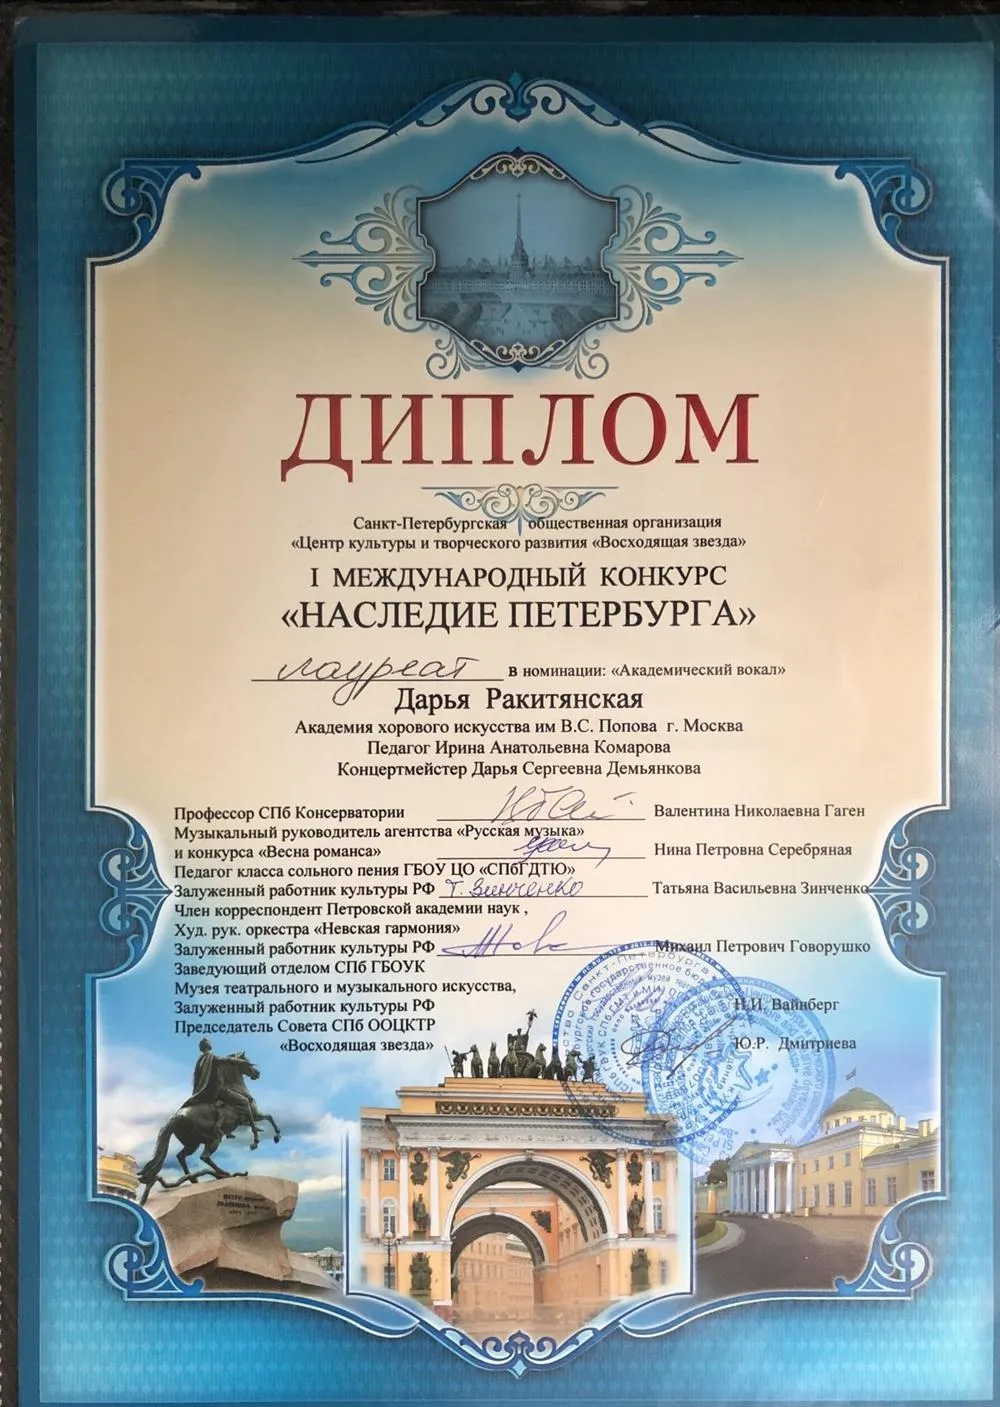 ДИПЛОМ
Санкт-Петербургская общественная организация
«Центр культуры и творческого развития «Восходящая звезда»
I МЕЖДУНАРОДНЫЙ КОНКУРС
«НАСЛЕДИЕ ПЕТЕРБУРГА»
лауреат в номинации: «Академический вокал»
Дарья Ракитянская
Академия хорового искусства им В.С. Попова г. Москва
Педагог Ирина Анатольевна Комарова
Концертмейстер Дарья Сергеевна Демьянкова
Профессор СПб Консерватории Валентина Николаевна Гаген
Музыкальный руководитель агентства «Русская музыка»
и конкурса «Весна романса» Нина Петровна Серебряная
Педагог класса сольного пения ГБОУ ЦО «СПбГДТЮ»
Залуженный работник культуры РФ Т. Зинченко Татьяна Васильевна Зинченко
Член корреспондент Петровской академии наук ,
Худ. рук. оркестра «Невская гармония»
Залуженный работник культуры РФ Михаил Петрович Говорушко
Заведующий отделом СПб ГБОУК
Музея театрального и музыкального искусства,
Залуженный работник культуры РФ Н.И. Вайнберг
Председатель Совета СПб ООЦКТР
«Восходящая звезда» Ю.Р. Дмитриева